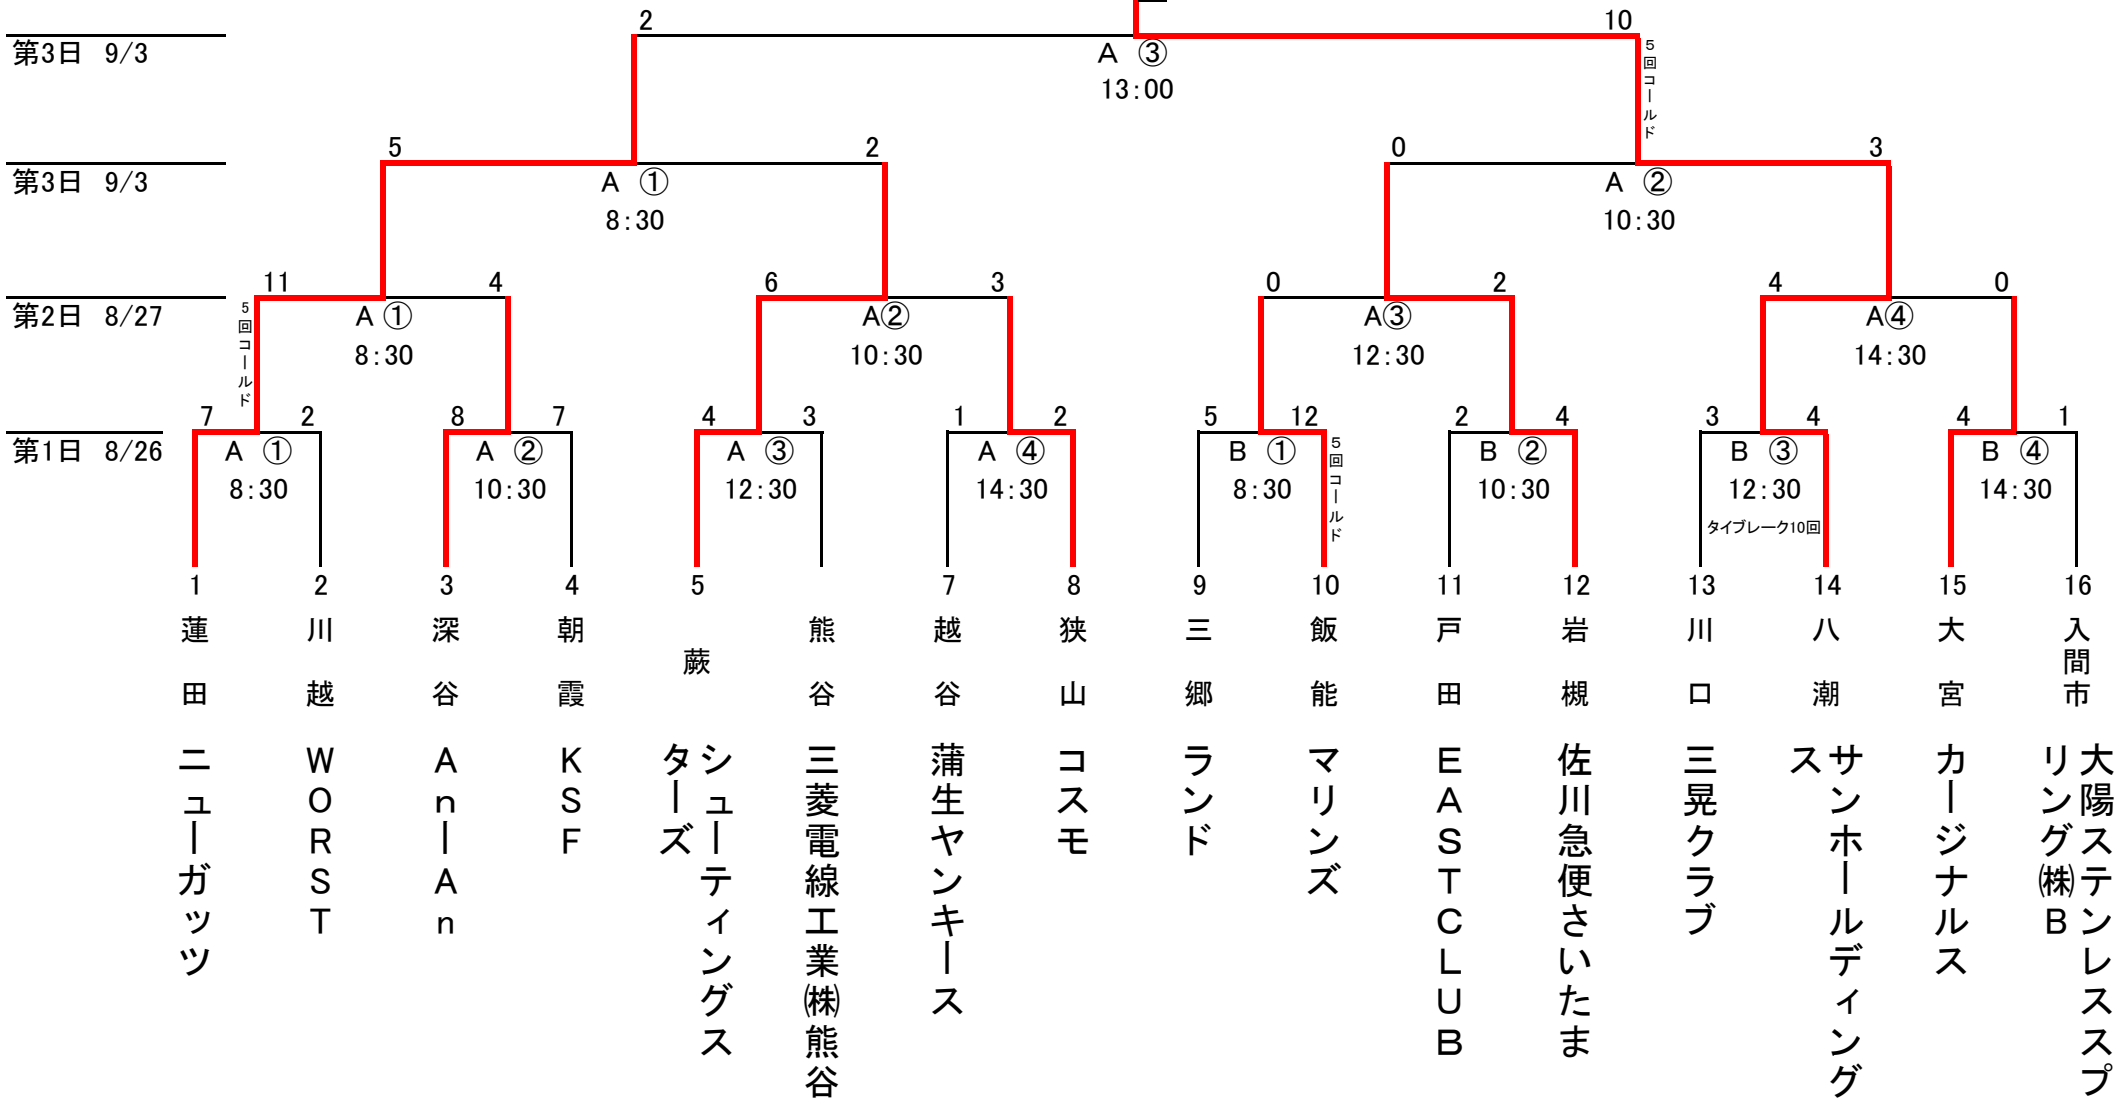 2 10
第3日 9/3
A ③
13:00
5回コールド
5 2 0 3
第3日 9/3
A ①
8:30
A ②
10:30
11 4 6 3 0 2 4 0
第2日 8/27
5回コールド
A ①
8:30
A②
10:30
A③
12:30
A④
14:30
7 2 8 7 4 3 1 2 5 12 2 4 3 4 4 1
第1日 8/26
A ①
8:30
A ②
10:30
A ③
12:30
A ④
14:30
B ①
8:30
5回コールド
B ②
10:30
B ③
12:30
タイブレーク10回
B ④
14:30
1 2 3 4 5 7 8 9 10 11 12 13 14 15 16
蓮田
ニューガッツ
川越
WORST
深谷
An-An
朝霞
KSF
蕨
シューティングス
ターズ
熊谷
三菱電線工業㈱熊谷
越谷
蒲生ヤンキース
狭山
コスモ
三郷
ランド
飯能
マリンズ
戸田
EASTCLUB
岩槻
佐川急便さいたま
川口
三晃クラブ
八潮
サンホールディング
ス
大宮
カージナルス
入間市
大陽ステンレススプ
リング㈱B